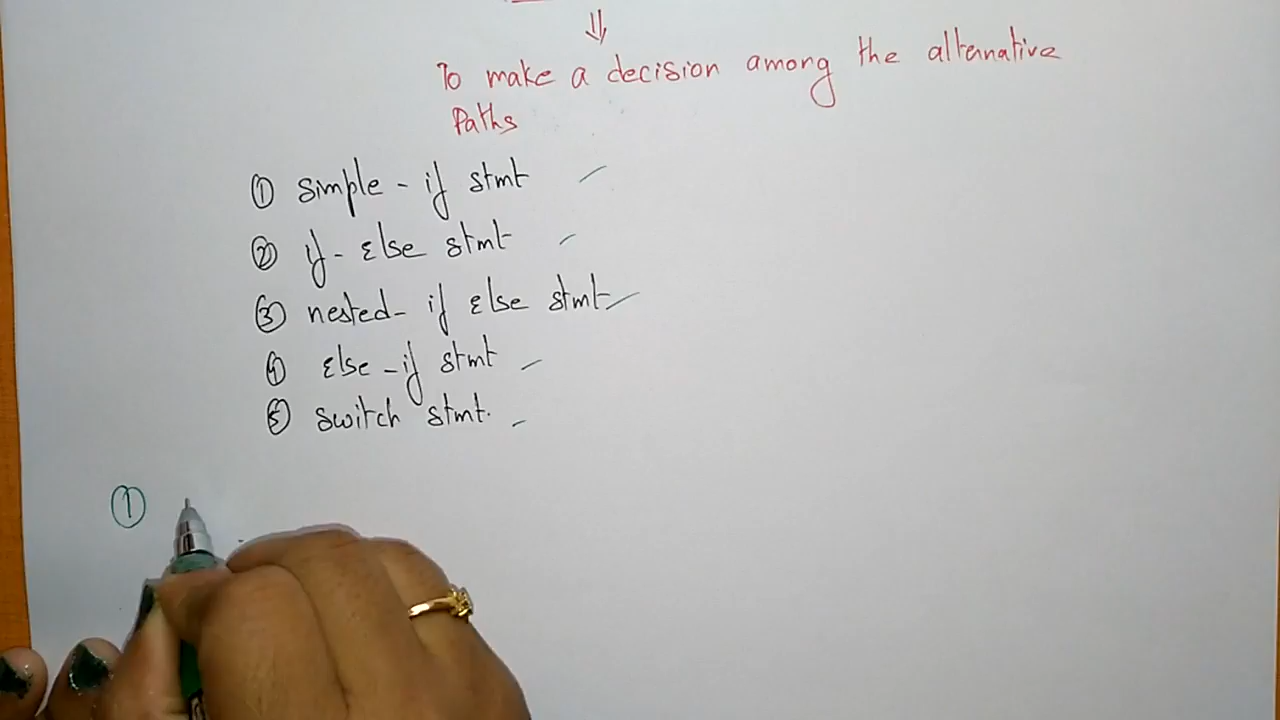 ⇓
To make a decision among the alternative
Paths
① simple - if stmt
② if - else stmt
③ nested - if else stmt
④ else - if stmt
⑤ switch stmt.
①